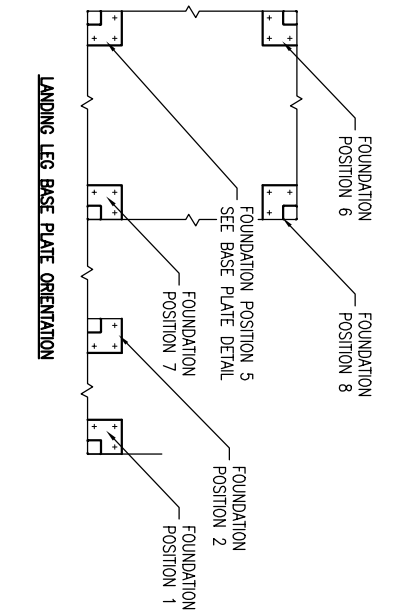 FOUNDATION
POSITION 6
FOUNDATION
POSITION 8
FOUNDATION POSITION 5
SEE BASE PLATE DETAIL
FOUNDATION
POSITION 7
FOUNDATION
POSITION 2
FOUNDATION
POSITION 1
LANDING LEG BASE PLATE ORIENTATION